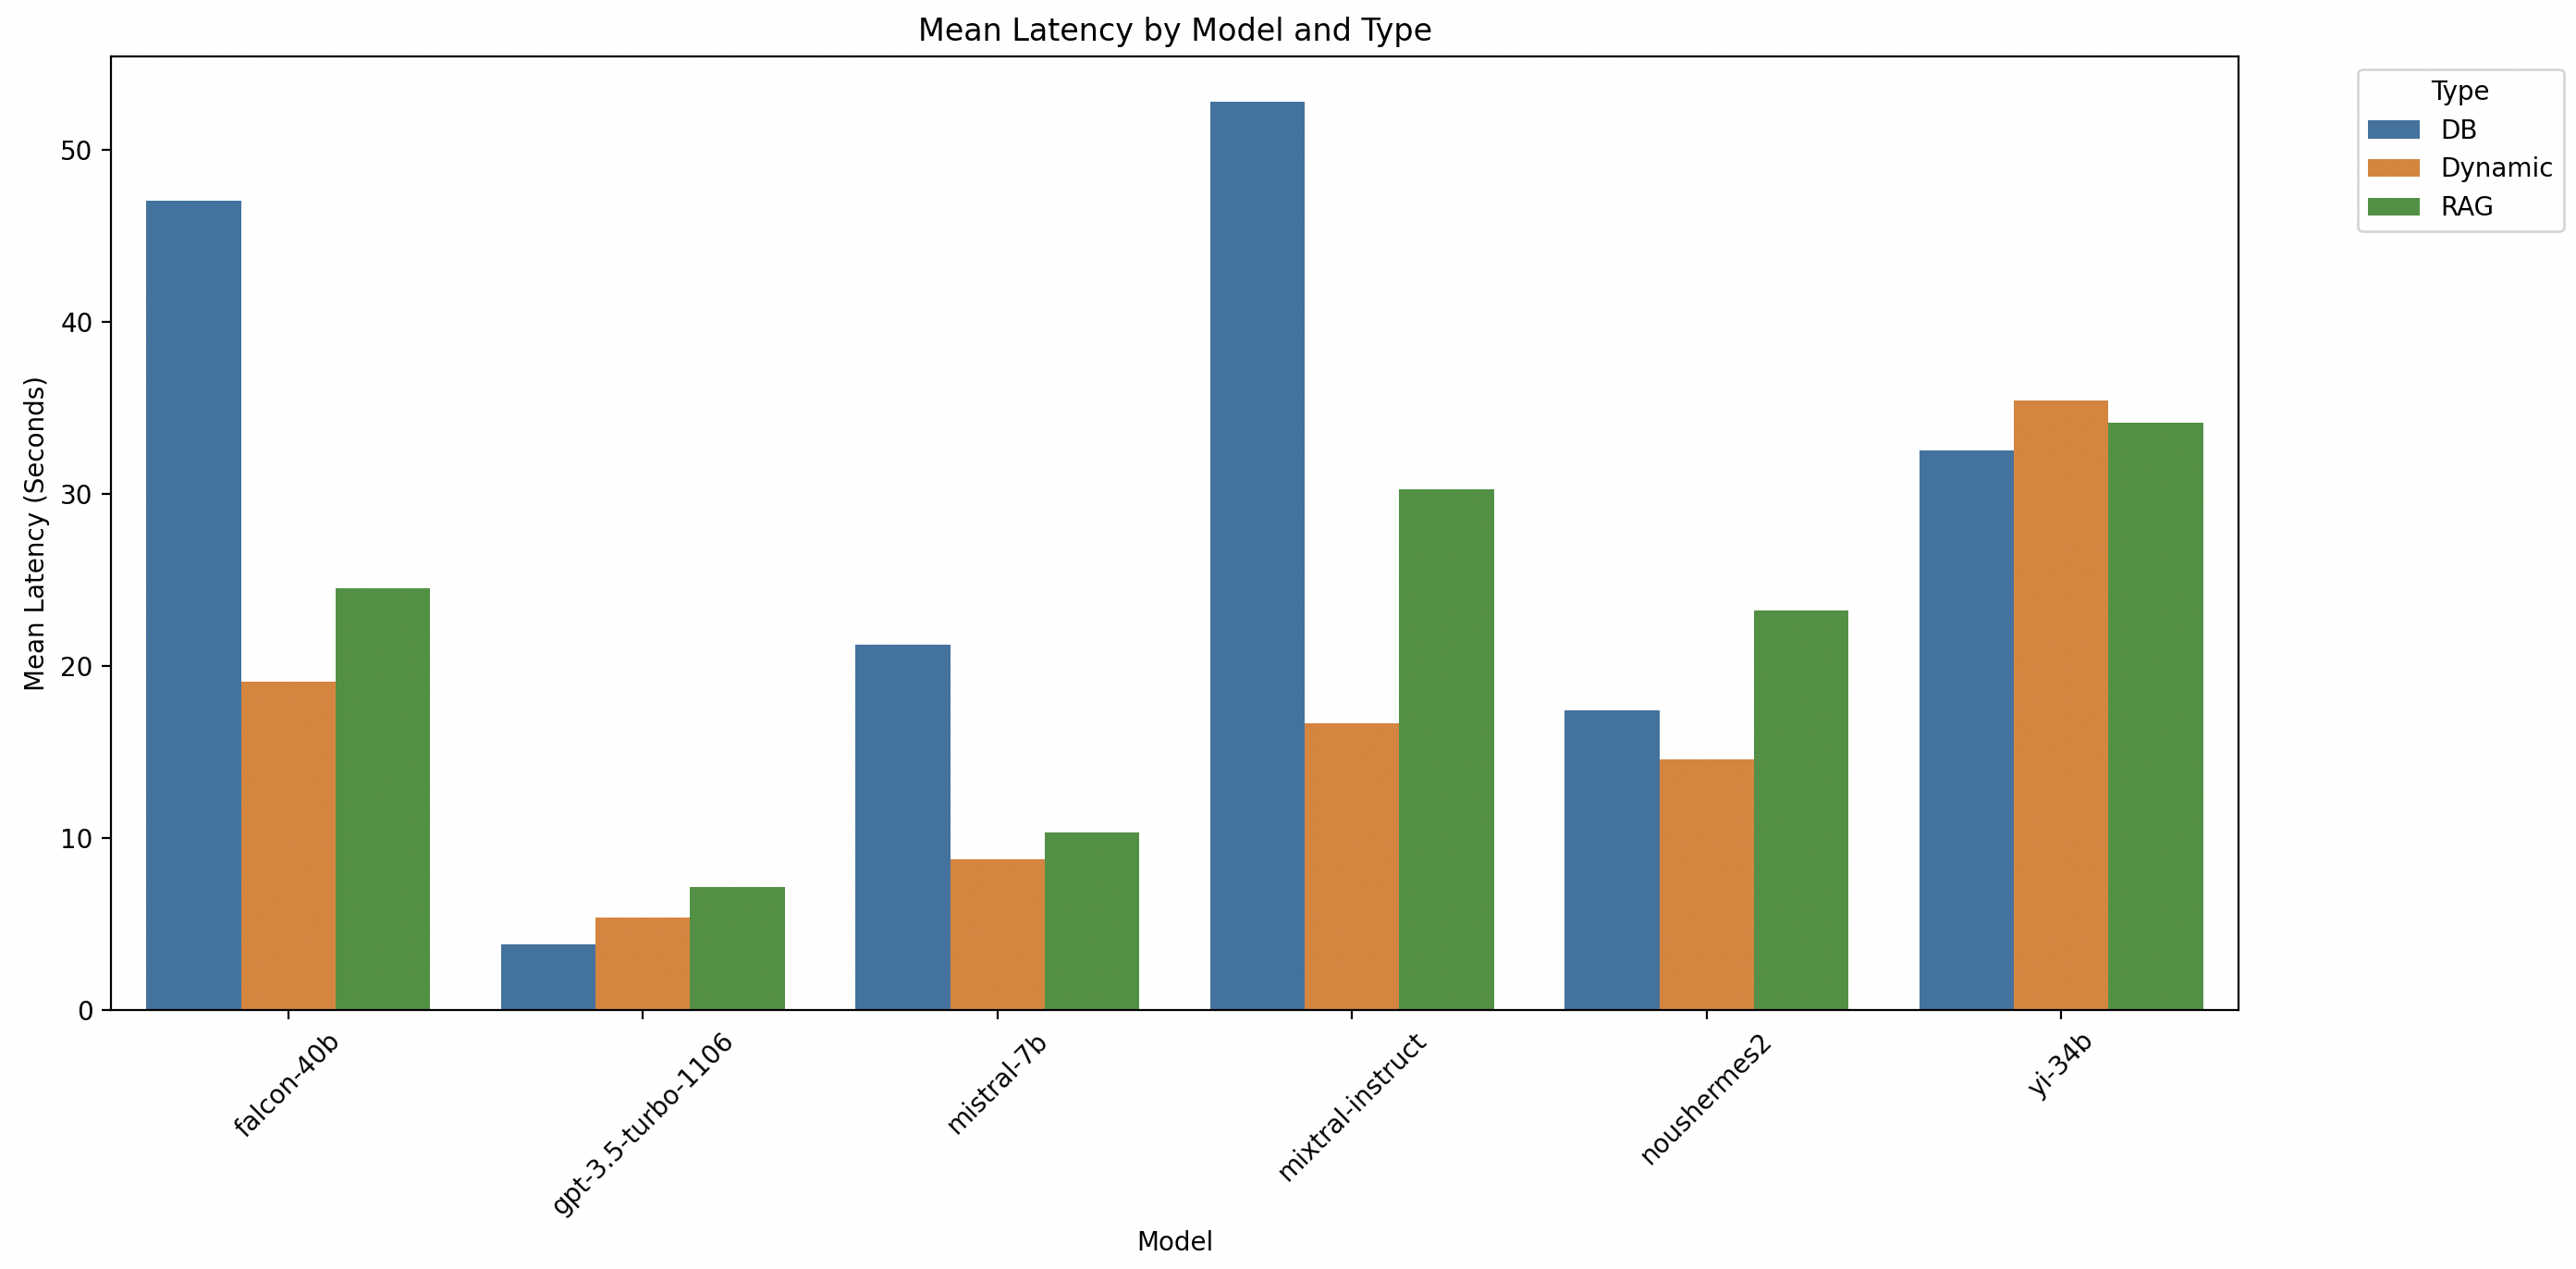 Mean Latency by Model and Type
Type
DB
Dynamic
RAG
Mean Latency (Seconds)
50
40
30
20
10
0
falcon-40b
gpt-3.5-turbo-1106
mistral-7b
mixtral-instruct
noushermes2
yi-34b
Model